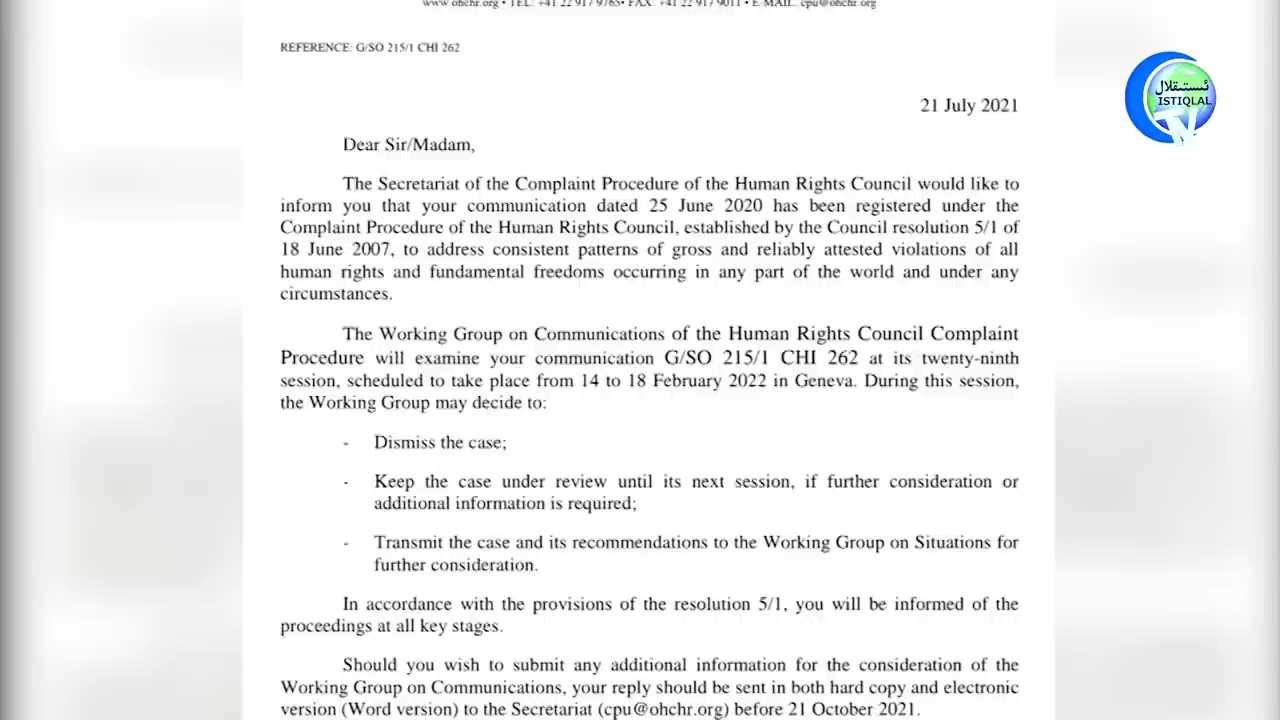 www.ohchr.org • TEL: +41 22 917 9765• FAX: +41 22 917 9011 • E-MAIL: cpu@ohchr.org
REFERENCE: G/SO 215/1 CHI 262
ئىستىقلال
ISTIQLAL
TV
21 July 2021
Dear Sir/Madam,
The Secretariat of the Complaint Procedure of the Human Rights Council would like to
inform you that your communication dated 25 June 2020 has been registered under the
Complaint Procedure of the Human Rights Council, established by the Council resolution 5/1 of
18 June 2007, to address consistent patterns of gross and reliably attested violations of all
human rights and fundamental freedoms occurring in any part of the world and under any
circumstances.
The Working Group on Communications of the Human Rights Council Complaint
Procedure will examine your communication G/SO 215/1 CHI 262 at its twenty-ninth
session, scheduled to take place from 14 to 18 February 2022 in Geneva. During this session,
the Working Group may decide to:
- Dismiss the case;
- Keep the case under review until its next session, if further consideration or
additional information is required;
- Transmit the case and its recommendations to the Working Group on Situations for
further consideration.
In accordance with the provisions of the resolution 5/1, you will be informed of the
proceedings at all key stages.
Should you wish to submit any additional information for the consideration of the
Working Group on Communications, your reply should be sent in both hard copy and electronic
version (Word version) to the Secretariat (cpu@ohchr.org) before 21 October 2021.